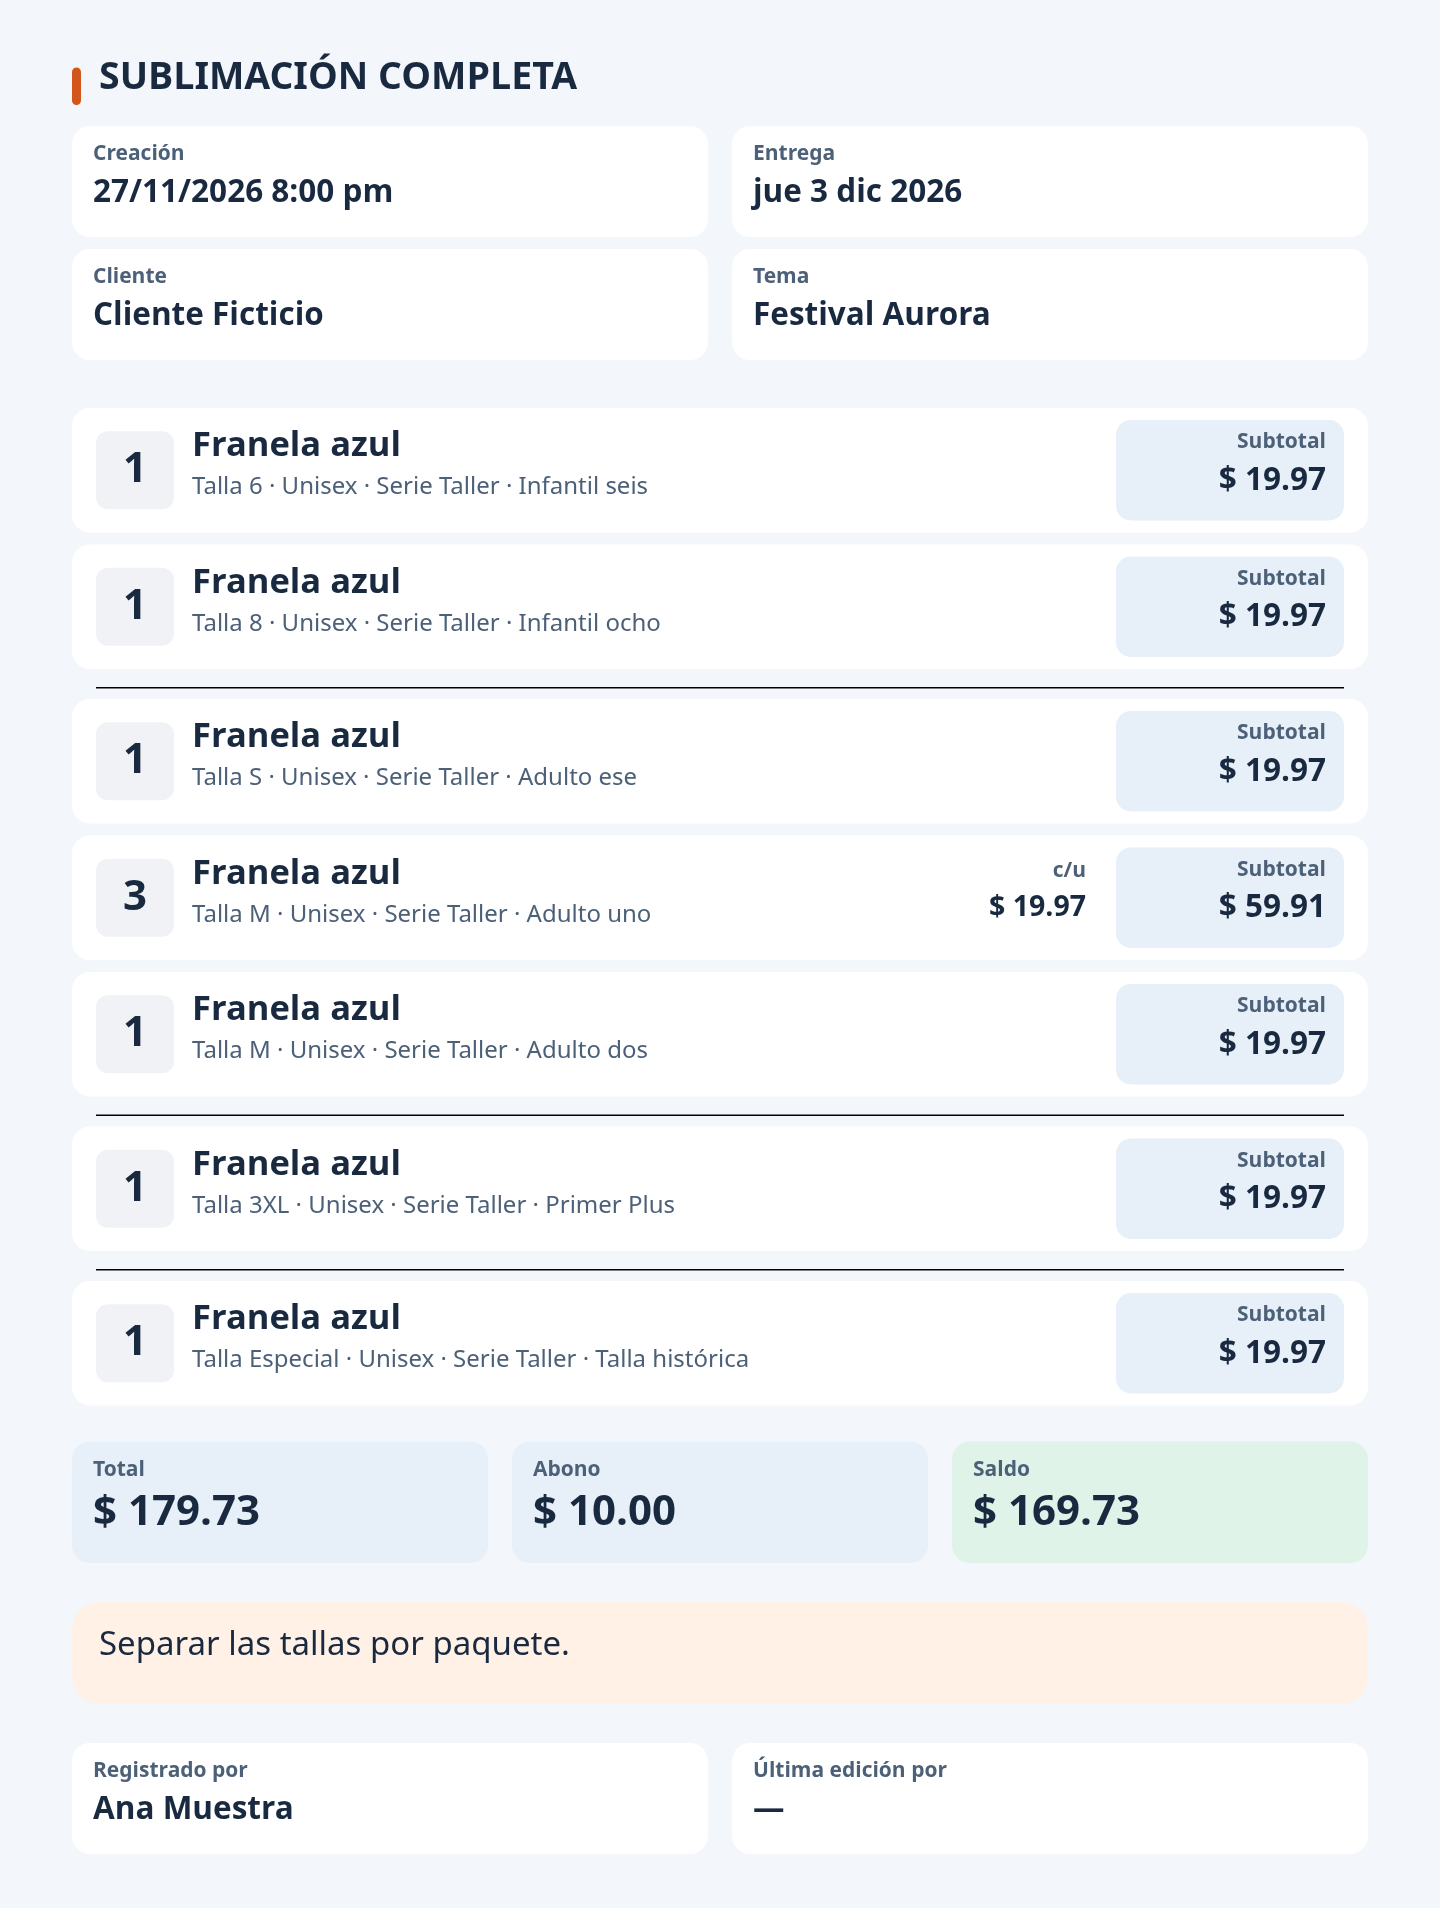 SUBLIMACIÓN COMPLETA
Creación
27/11/2026 8:00 pm
Entrega
jue 3 dic 2026
Cliente
Cliente Ficticio
Tema
Festival Aurora
1
Franela azul
Talla 6 · Unisex · Serie Taller · Infantil seis
Subtotal
$ 19.97
1
Franela azul
Talla 8 · Unisex · Serie Taller · Infantil ocho
Subtotal
$ 19.97
1
Franela azul
Talla S · Unisex · Serie Taller · Adulto ese
Subtotal
$ 19.97
3
Franela azul
Talla M · Unisex · Serie Taller · Adulto uno
c/u
$ 19.97
Subtotal
$ 59.91
1
Franela azul
Talla M · Unisex · Serie Taller · Adulto dos
Subtotal
$ 19.97
1
Franela azul
Talla 3XL · Unisex · Serie Taller · Primer Plus
Subtotal
$ 19.97
1
Franela azul
Talla Especial · Unisex · Serie Taller · Talla histórica
Subtotal
$ 19.97
Total
$ 179.73
Abono
$ 10.00
Saldo
$ 169.73
Separar las tallas por paquete.
Registrado por
Ana Muestra
Última edición por
—